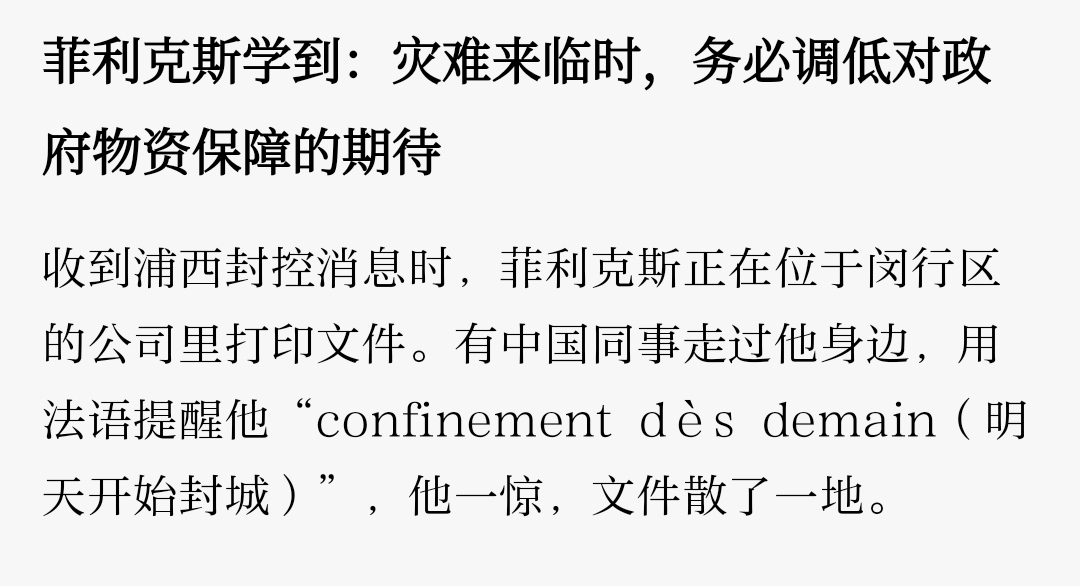 菲利克斯学到：灾难来临时，务必调低对政
府物资保障的期待
收到浦西封控消息时，菲利克斯正在位于闵行区
的公司里打印文件。有中国同事走过他身边，用
法语提醒他“confinement dès demain（明
天开始封城）”，他一惊，文件散了一地。